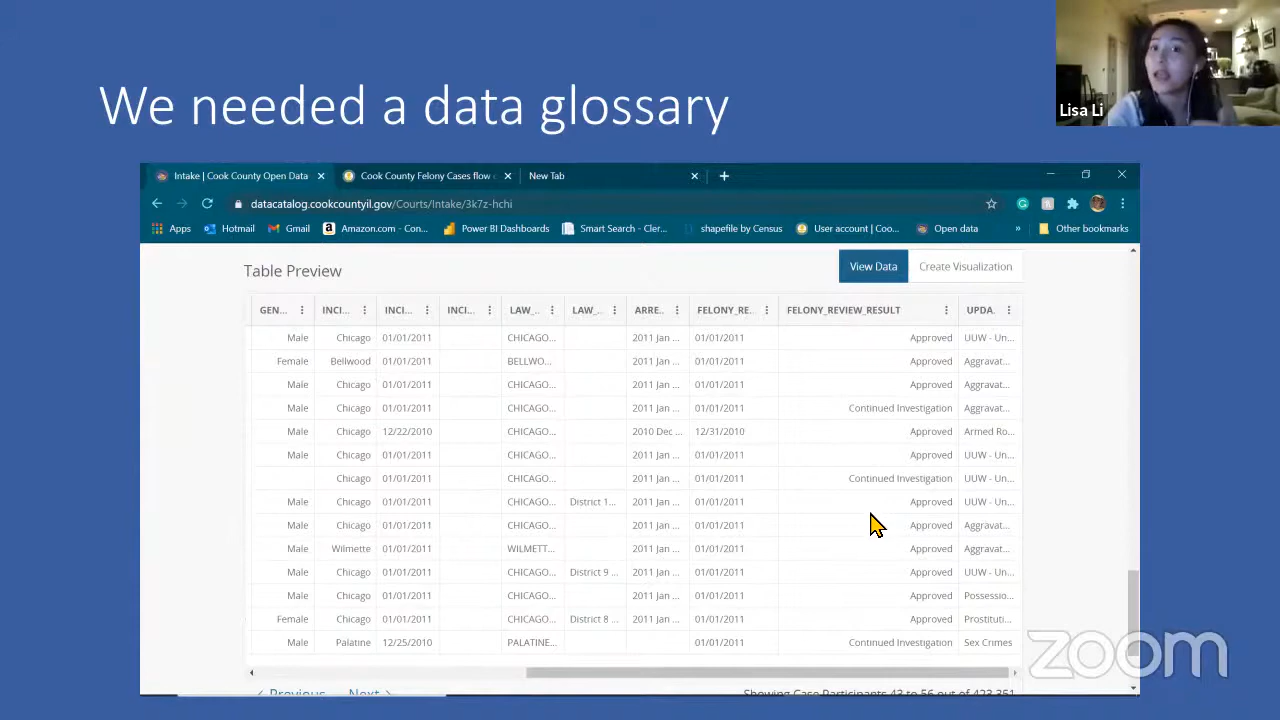 We needed a data glossary
Lisa Li
Intake | Cook County Open Data
Cook County Felony Cases flow
New Tab
datacatalog.cookcountyil.gov/Courts/Intake/3k7z-hchi
Apps Hotmail Gmail Amazon.com - Con... Power BI Dashboards Smart Search - Cler... shapefile by Census User account | Coo... Open data » Other bookmarks
Table Preview
View Data Create Visualization
GEN... INCI... INCI... INCI... LAW_... LAW_... ARRE... FELONY_RE... FELONY_REVIEW_RESULT UPDA...
Male Chicago 01/01/2011 CHICAGO... 2011 Jan ... 01/01/2011 Approved UUW - Un...
Female Bellwood 01/01/2011 BELLWO... 2011 Jan ... 01/01/2011 Approved Aggravat...
Male Chicago 01/01/2011 CHICAGO... 2011 Jan ... 01/01/2011 Approved Aggravat...
Male Chicago 01/01/2011 CHICAGO... 2011 Jan ... 01/01/2011 Continued Investigation Aggravat...
Male Chicago 12/22/2010 CHICAGO... 2010 Dec ... 12/31/2010 Approved Armed Ro...
Male Chicago 01/01/2011 CHICAGO... 2011 Jan ... 01/01/2011 Approved UUW - Un...
Chicago 01/01/2011 CHICAGO... 2011 Jan ... 01/01/2011 Continued Investigation UUW - Un...
Male Chicago 01/01/2011 CHICAGO... District 1... 2011 Jan ... 01/01/2011 Approved UUW - Un...
Male Chicago 01/01/2011 CHICAGO... 2011 Jan ... 01/01/2011 Approved Aggravat...
Male Wilmette 01/01/2011 WILMETT... 2011 Jan ... 01/01/2011 Approved Aggravat...
Male Chicago 01/01/2011 CHICAGO... District 9 ... 2011 Jan ... 01/01/2011 Approved UUW - Un...
Male Chicago 01/01/2011 CHICAGO... 2011 Jan ... 01/01/2011 Approved Possessio...
Female Chicago 01/01/2011 CHICAGO... District 8 ... 2011 Jan ... 01/01/2011 Approved Prostituti...
Male Palatine 12/25/2010 PALATINE... 01/01/2011 Continued Investigation Sex Crimes
Previous Next Showing Case Participants 43 to 56 out of 423,351
zoom